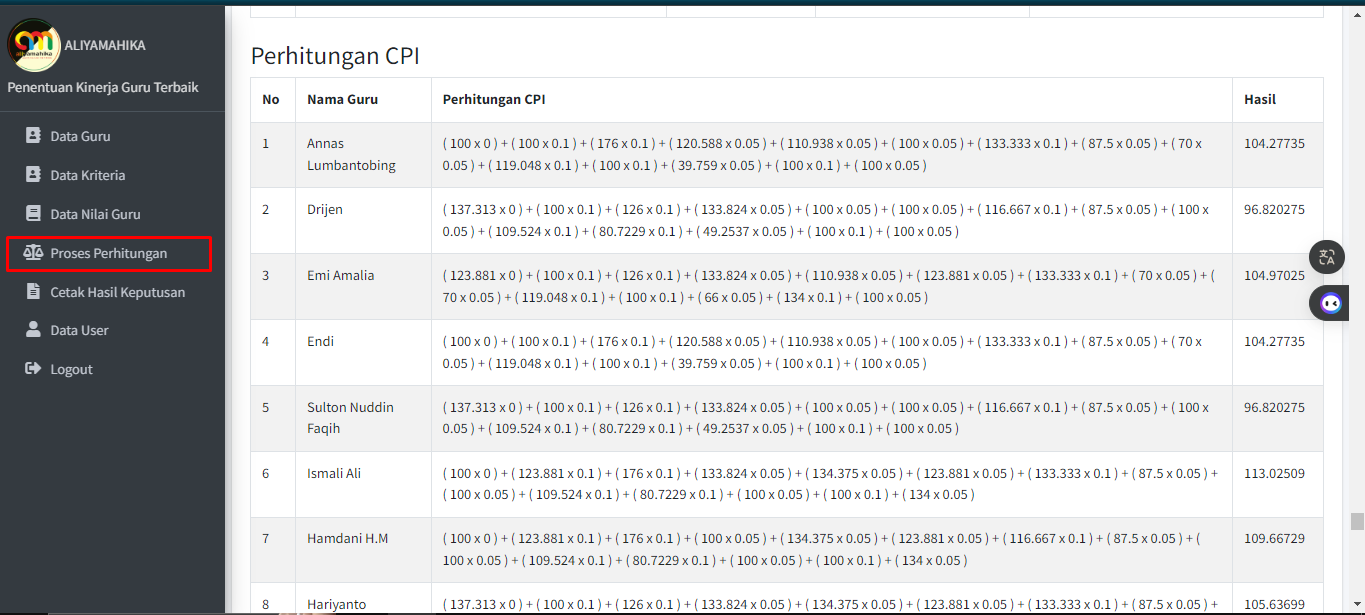 ALIYAMAHIKA
Penentuan Kinerja Guru Terbaik
Data Guru
Data Kriteria
Data Nilai Guru
Proses Perhitungan
Cetak Hasil Keputusan
Data User
Logout
Perhitungan CPI
No Nama Guru Perhitungan CPI Hasil
1 Annas ( 100 x 0 ) + ( 100 x 0.1 ) + ( 176 x 0.1 ) + ( 120.588 x 0.05 ) + ( 110.938 x 0.05 ) + ( 100 x 0.05 ) + ( 133.333 x 0.1 ) + ( 87.5 x 0.05 ) + ( 70 x 104.27735
Lumbantobing 0.05 ) + ( 119.048 x 0.1 ) + ( 100 x 0.1 ) + ( 39.759 x 0.05 ) + ( 100 x 0.1 ) + ( 100 x 0.05 )
2 Drijen ( 137.313 x 0 ) + ( 100 x 0.1 ) + ( 126 x 0.1 ) + ( 133.824 x 0.05 ) + ( 100 x 0.05 ) + ( 100 x 0.05 ) + ( 116.667 x 0.1 ) + ( 87.5 x 0.05 ) + ( 100 x 96.820275
0.05 ) + ( 109.524 x 0.1 ) + ( 80.7229 x 0.1 ) + ( 49.2537 x 0.05 ) + ( 100 x 0.1 ) + ( 100 x 0.05 )
3 Emi Amalia ( 123.881 x 0 ) + ( 100 x 0.1 ) + ( 126 x 0.1 ) + ( 133.824 x 0.05 ) + ( 110.938 x 0.05 ) + ( 123.881 x 0.05 ) + ( 133.333 x 0.1 ) + ( 70 x 0.05 ) + ( 104.97025
70 x 0.05 ) + ( 119.048 x 0.1 ) + ( 100 x 0.1 ) + ( 66 x 0.05 ) + ( 134 x 0.1 ) + ( 100 x 0.05 )
4 Endi ( 100 x 0 ) + ( 100 x 0.1 ) + ( 176 x 0.1 ) + ( 120.588 x 0.05 ) + ( 110.938 x 0.05 ) + ( 100 x 0.05 ) + ( 133.333 x 0.1 ) + ( 87.5 x 0.05 ) + ( 70 x 104.27735
0.05 ) + ( 119.048 x 0.1 ) + ( 100 x 0.1 ) + ( 39.759 x 0.05 ) + ( 100 x 0.1 ) + ( 100 x 0.05 )
5 Sulton Nuddin ( 137.313 x 0 ) + ( 100 x 0.1 ) + ( 126 x 0.1 ) + ( 133.824 x 0.05 ) + ( 100 x 0.05 ) + ( 100 x 0.05 ) + ( 116.667 x 0.1 ) + ( 87.5 x 0.05 ) + ( 100 x 96.820275
Faqih 0.05 ) + ( 109.524 x 0.1 ) + ( 80.7229 x 0.1 ) + ( 49.2537 x 0.05 ) + ( 100 x 0.1 ) + ( 100 x 0.05 )
6 Ismali Ali ( 100 x 0 ) + ( 123.881 x 0.1 ) + ( 176 x 0.1 ) + ( 133.824 x 0.05 ) + ( 134.375 x 0.05 ) + ( 123.881 x 0.05 ) + ( 133.333 x 0.1 ) + ( 87.5 x 0.05 ) + 113.02509
( 100 x 0.05 ) + ( 109.524 x 0.1 ) + ( 80.7229 x 0.1 ) + ( 100 x 0.05 ) + ( 100 x 0.1 ) + ( 134 x 0.05 )
7 Hamdani H.M ( 100 x 0 ) + ( 123.881 x 0.1 ) + ( 176 x 0.1 ) + ( 100 x 0.05 ) + ( 134.375 x 0.05 ) + ( 123.881 x 0.05 ) + ( 116.667 x 0.1 ) + ( 87.5 x 0.05 ) + ( 109.66729
100 x 0.05 ) + ( 109.524 x 0.1 ) + ( 80.7229 x 0.1 ) + ( 100 x 0.05 ) + ( 100 x 0.1 ) + ( 134 x 0.05 )
8 Hariyanto ( 137.313 x 0 ) + ( 100 x 0.1 ) + ( 126 x 0.1 ) + ( 133.824 x 0.05 ) + ( 134.375 x 0.05 ) + ( 123.881 x 0.05 ) + ( 133.333 x 0.1 ) + ( 87.5 x 0.05 ) + 105.63699